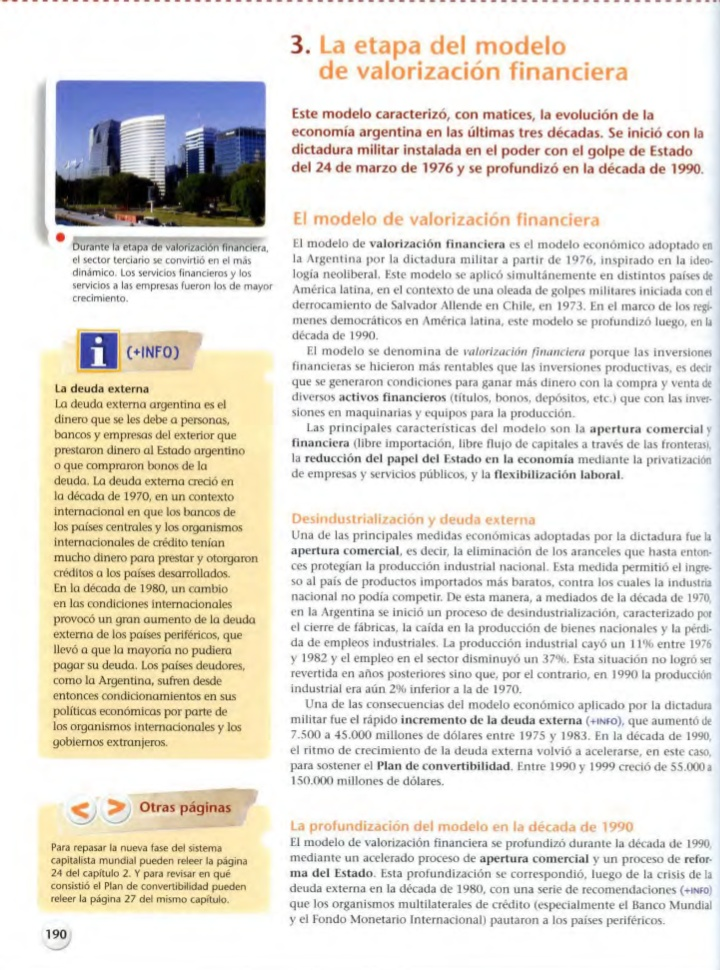 3. La etapa del modelo
de valorización financiera
Este modelo caracterizó, con matices, la evolución de la
economía argentina en las últimas tres décadas. Se inició con la
dictadura militar instalada en el poder con el golpe de Estado
del 24 de marzo de 1976 y se profundizó en la década de 1990.
Durante la etapa de valorización financiera,
el sector terciario se convirtió en el más
dinámico. Los servicios financieros y los
servicios a las empresas fueron los de mayor
crecimiento.
i (+INFO)
La deuda externa
La deuda externa argentina es el
dinero que se les debe a personas,
bancos y empresas del exterior que
prestaron dinero al Estado argentino
o que compraron bonos de la
deuda. La deuda externa creció en
la década de 1970, en un contexto
internacional en que los bancos de
los países centrales y los organismos
internacionales de crédito tenían
mucho dinero para prestar y otorgaron
créditos a los países desarrollados.
En la década de 1980, un cambio
en las condiciones internacionales
provocó un gran aumento de la deuda
externa de los países periféricos, que
llevó a que la mayoría no pudiera
pagar su deuda. Los países deudores,
como la Argentina, sufren desde
entonces condicionamientos en sus
políticas económicas por parte de
los organismos internacionales y los
gobiernos extranjeros.
< > Otras páginas
Para repasar la nueva fase del sistema
capitalista mundial pueden releer la página
24 del capítulo 2. Y para revisar en qué
consistió el Plan de convertibilidad pueden
releer la página 27 del mismo capítulo.
190
El modelo de valorización financiera
El modelo de valorización financiera es el modelo económico adoptado en
la Argentina por la dictadura militar a partir de 1976, inspirado en la ideo-
logía neoliberal. Este modelo se aplicó simultánemente en distintos países de
América latina, en el contexto de una oleada de golpes militares iniciada con el
derrocamiento de Salvador Allende en Chile, en 1973. En el marco de los regí-
menes democráticos en América latina, este modelo se profundizó luego, en la
década de 1990.
El modelo se denomina de valorización financiera porque las inversiones
financieras se hicieron más rentables que las inversiones productivas, es decir
que se generaron condiciones para ganar más dinero con la compra y venta de
diversos activos financieros (títulos, bonos, depósitos, etc.) que con las inver-
siones en maquinarias y equipos para la producción.
Las principales características del modelo son la apertura comercial y
financiera (libre importación, libre flujo de capitales a través de las fronteras),
la reducción del papel del Estado en la economía mediante la privatización
de empresas y servicios públicos, y la flexibilización laboral.
Desindustrialización y deuda externa
Una de las principales medidas económicas adoptadas por la dictadura fue la
apertura comercial, es decir, la eliminación de los aranceles que hasta enton-
ces protegían la producción industrial nacional. Esta medida permitió el ingre-
so al país de productos importados más baratos, contra los cuales la industria
nacional no podía competir. De esta manera, a mediados de la década de 1970,
en la Argentina se inició un proceso de desindustrialización, caracterizado por
el cierre de fábricas, la caída en la producción de bienes nacionales y la pérdi-
da de empleos industriales. La producción industrial cayó un 11% entre 1976
y 1982 y el empleo en el sector disminuyó un 37%. Esta situación no logró ser
revertida en años posteriores sino que, por el contrario, en 1990 la producción
industrial era aún 2% inferior a la de 1970.
Una de las consecuencias del modelo económico aplicado por la dictadura
militar fue el rápido incremento de la deuda externa (+INFO), que aumentó de
7.500 a 45.000 millones de dólares entre 1975 y 1983. En la década de 1990,
el ritmo de crecimiento de la deuda externa volvió a acelerarse, en este caso,
para sostener el Plan de convertibilidad. Entre 1990 y 1999 creció de 55.000 a
150.000 millones de dólares.
La profundización del modelo en la década de 1990
El modelo de valorización financiera se profundizó durante la década de 1990,
mediante un acelerado proceso de apertura comercial y un proceso de refor-
ma del Estado. Esta profundización se correspondió, luego de la crisis de la
deuda externa en la década de 1980, con una serie de recomendaciones (+INFO)
que los organismos multilaterales de crédito (especialmente el Banco Mundial
y el Fondo Monetario Internacional) pautaron a los países periféricos.